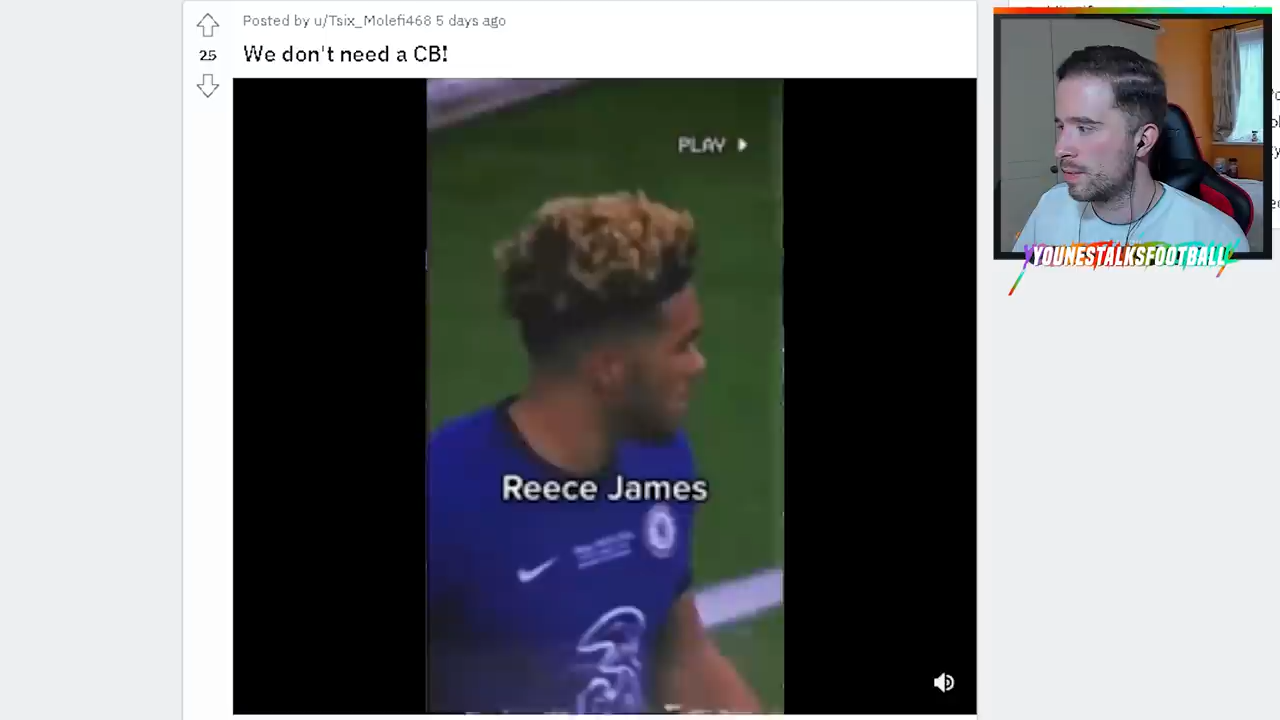 Posted by u/Tsix_Molefi468 5 days ago
25
We don't need a CB!
PLAY
Reece James
YOUNESTALKSFOOTBALL